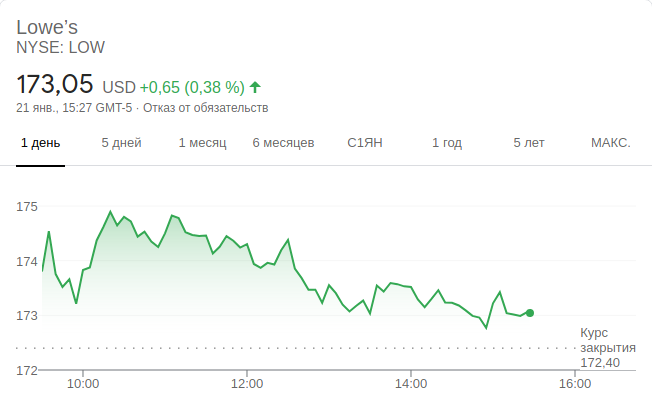 Lowe's
NYSE: LOW
173,05 USD +0,65 (0,38 %)
21 янв., 15:27 GMT-5 · Отказ от обязательств
1 день 5 дней 1 месяц 6 месяцев С1ЯН 1 год 5 лет МАКС.
175
174
173
Курс
закрытия
172,40
172
10:00 12:00 14:00 16:00